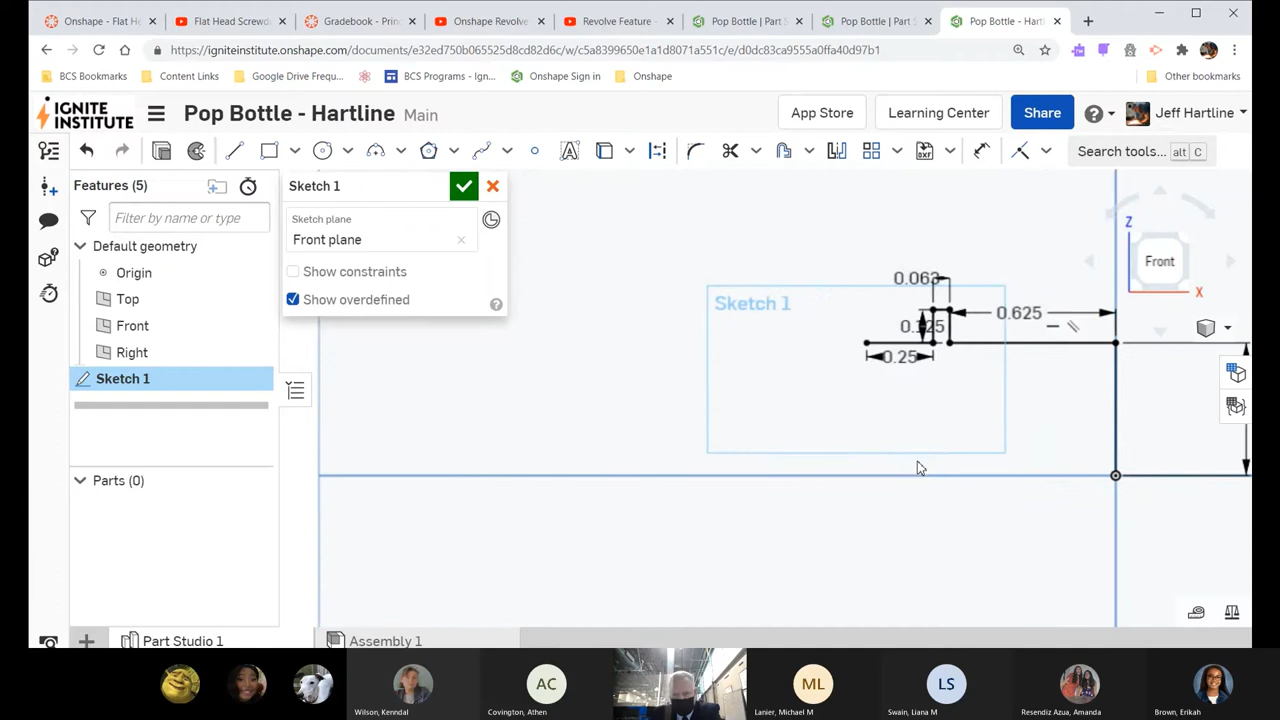 Onshape - Flat H
Flat Head Screwdr
Gradebook - Princ
Onshape Revolve
Revolve Feature -
Pop Bottle | Part S
Pop Bottle | Part S
Pop Bottle - Hartl
https://igniteinstitute.onshape.com/documents/e32ed750b065525d8cd82d6c/w/c5a8399650e1a1d8071a551c/e/d0dc83ca9555a0ffa40d97b1
BCS Bookmarks
Content Links
Google Drive Frequ...
BCS Programs - Ign...
Onshape Sign in
Onshape
Other bookmarks
IGNITE
INSTITUTE
Pop Bottle - Hartline Main
App Store
Learning Center
Share
Jeff Hartline
DXF
Search tools... alt C
Features (5)
Filter by name or type
Default geometry
Origin
Top
Front
Right
Sketch 1
Parts (0)
Sketch 1
Sketch plane
Front plane
Show constraints
Show overdefined
Sketch 1
0.063
0.625
0.125
0.25
Z
Front
X
Part Studio 1
Assembly 1
AC
ML
LS
Wilson, Kenndal
Covington, Athen
Lanier, Michael M
Swain, Liana M
Resendiz Azua, Amanda
Brown, Erikah